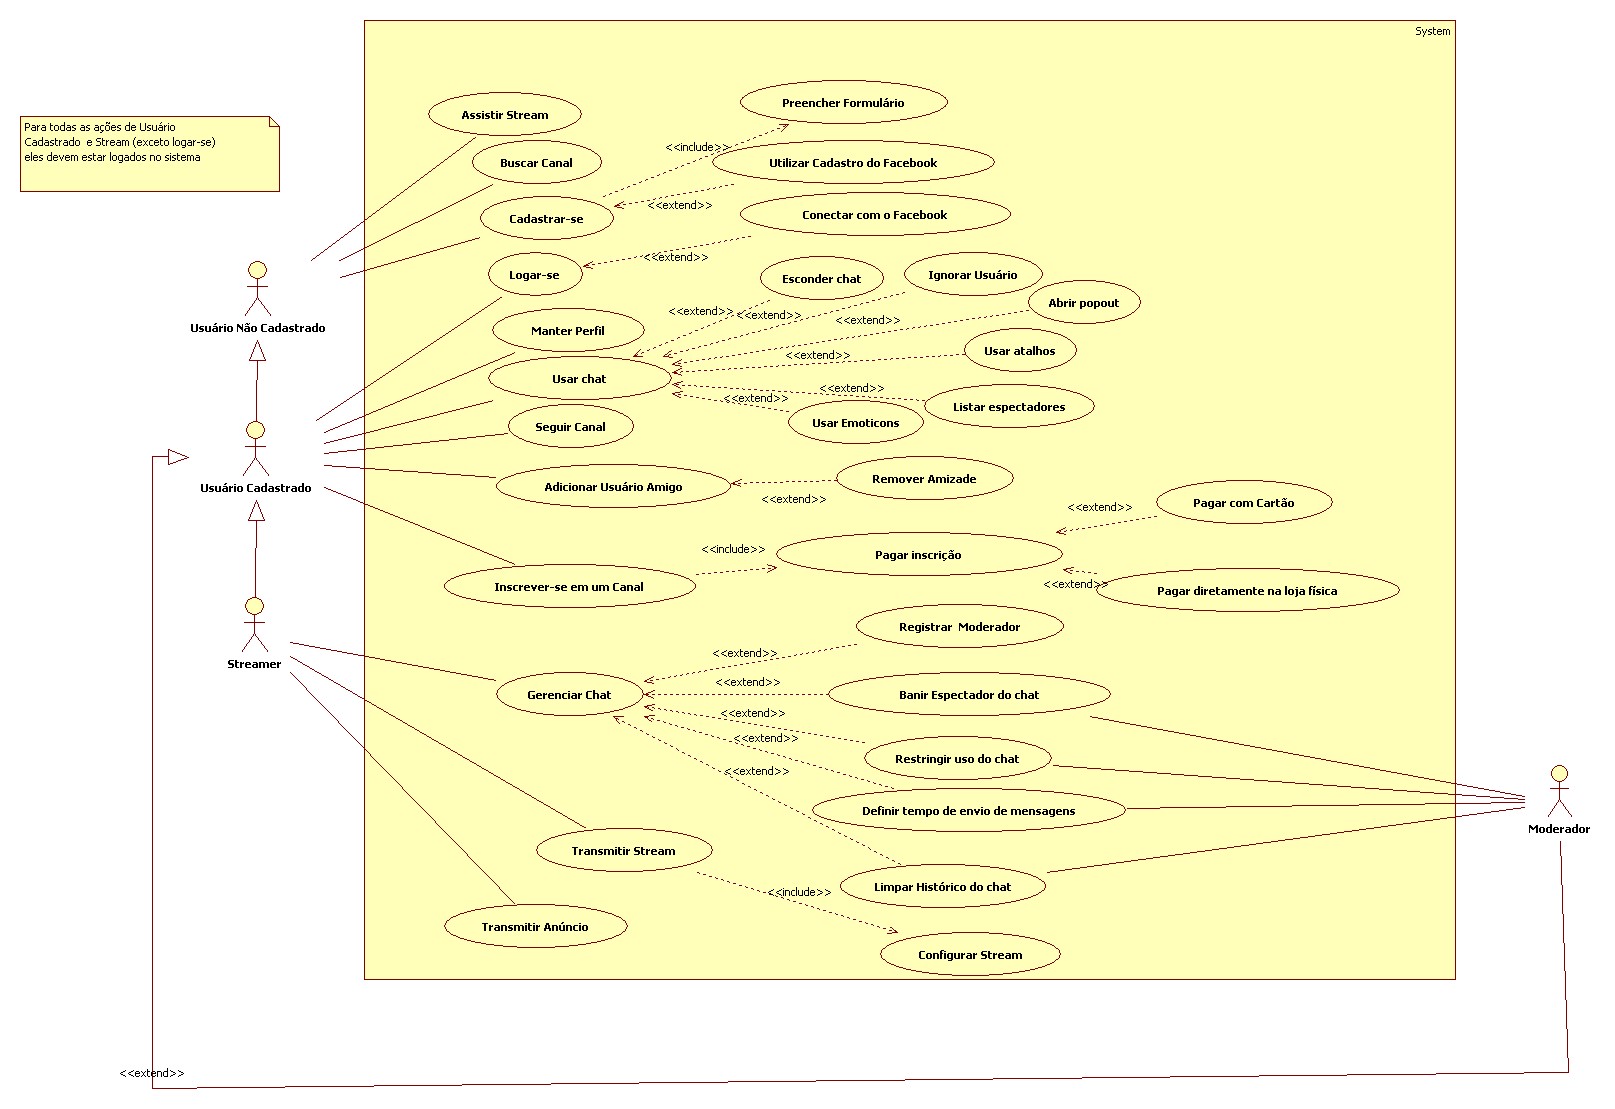 System
Para todas as ações de Usuário
Cadastrado e Stream (exceto logar-se)
eles devem estar logados no sistema
Assistir Stream
Preencher Formulário
<<include>>
Buscar Canal
Utilizar Cadastro do Facebook
<<extend>>
Cadastrar-se
Conectar com o Facebook
<<extend>>
Logar-se
Esconder chat
Ignorar Usuário
Abrir popout
<<extend>>
<<extend>>
<<extend>>
Usuário Não Cadastrado
Manter Perfil
Usar atalhos
<<extend>>
Usar chat
<<extend>>
<<extend>>
Listar espectadores
Usar Emoticons
Seguir Canal
Usuário Cadastrado
Adicionar Usuário Amigo
Remover Amizade
<<extend>>
Pagar com Cartão
<<extend>>
<<include>>
Pagar inscrição
Inscrever-se em um Canal
<<extend>>
Pagar diretamente na loja física
Registrar Moderador
<<extend>>
Streamer
Gerenciar Chat
<<extend>>
Banir Espectador do chat
<<extend>>
<<extend>>
Restringir uso do chat
<<extend>>
Definir tempo de envio de mensagens
Moderador
Transmitir Stream
Limpar Histórico do chat
<<include>>
Transmitir Anúncio
Configurar Stream
<<extend>>